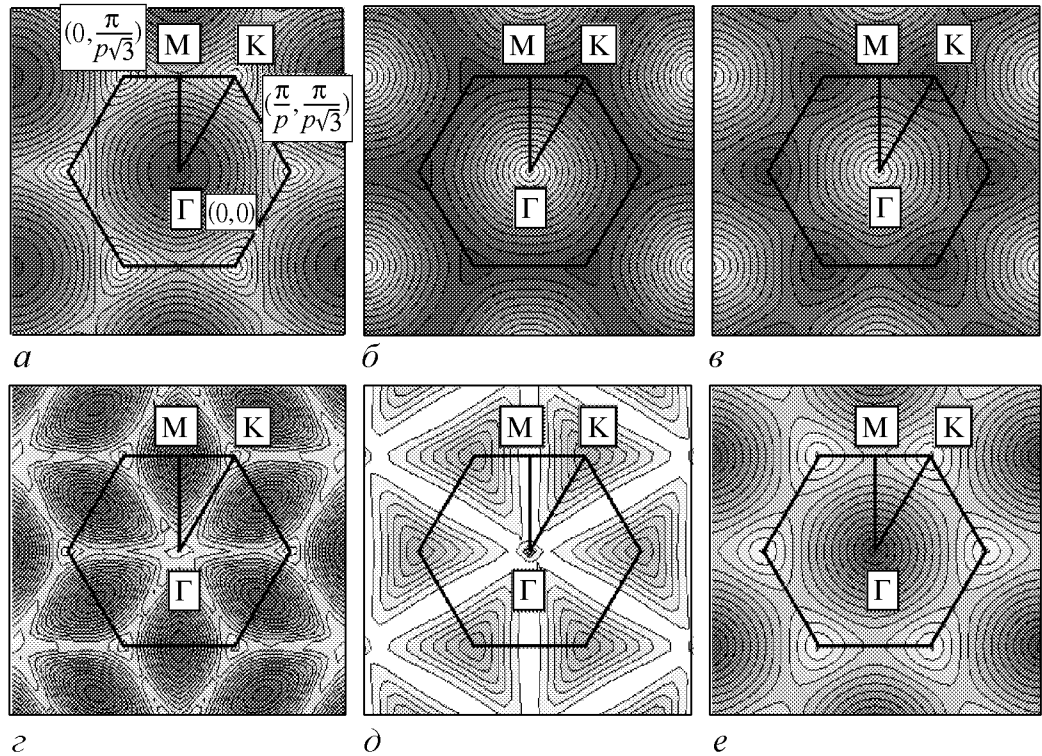 (0, π/p√3)
М К
(π/p, π/p√3)
Γ (0,0)
М К
Γ
М К
Γ
а б в
М К
Γ
М К
Γ
М К
Γ
г д е